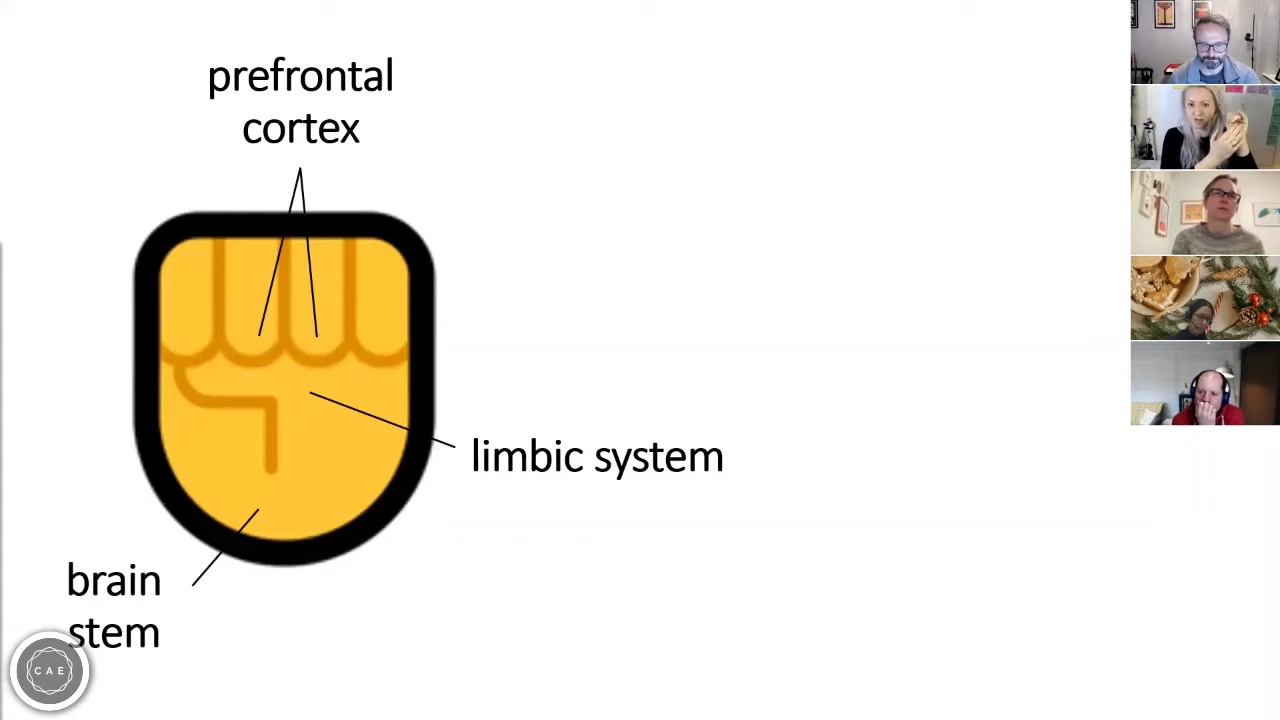 prefrontal
cortex
limbic system
brain
stem
CAE